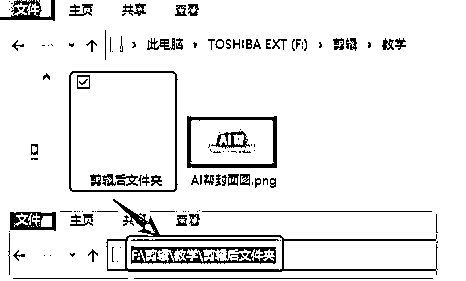 文件 主页 共享 查看
此电脑 › TOSHIBA EXT (F:) › 剪辑 › 教学
剪辑后文件夹
AI帮封面图.png
文件 主页 共享 查看
F:\剪辑\教学\剪辑后文件夹